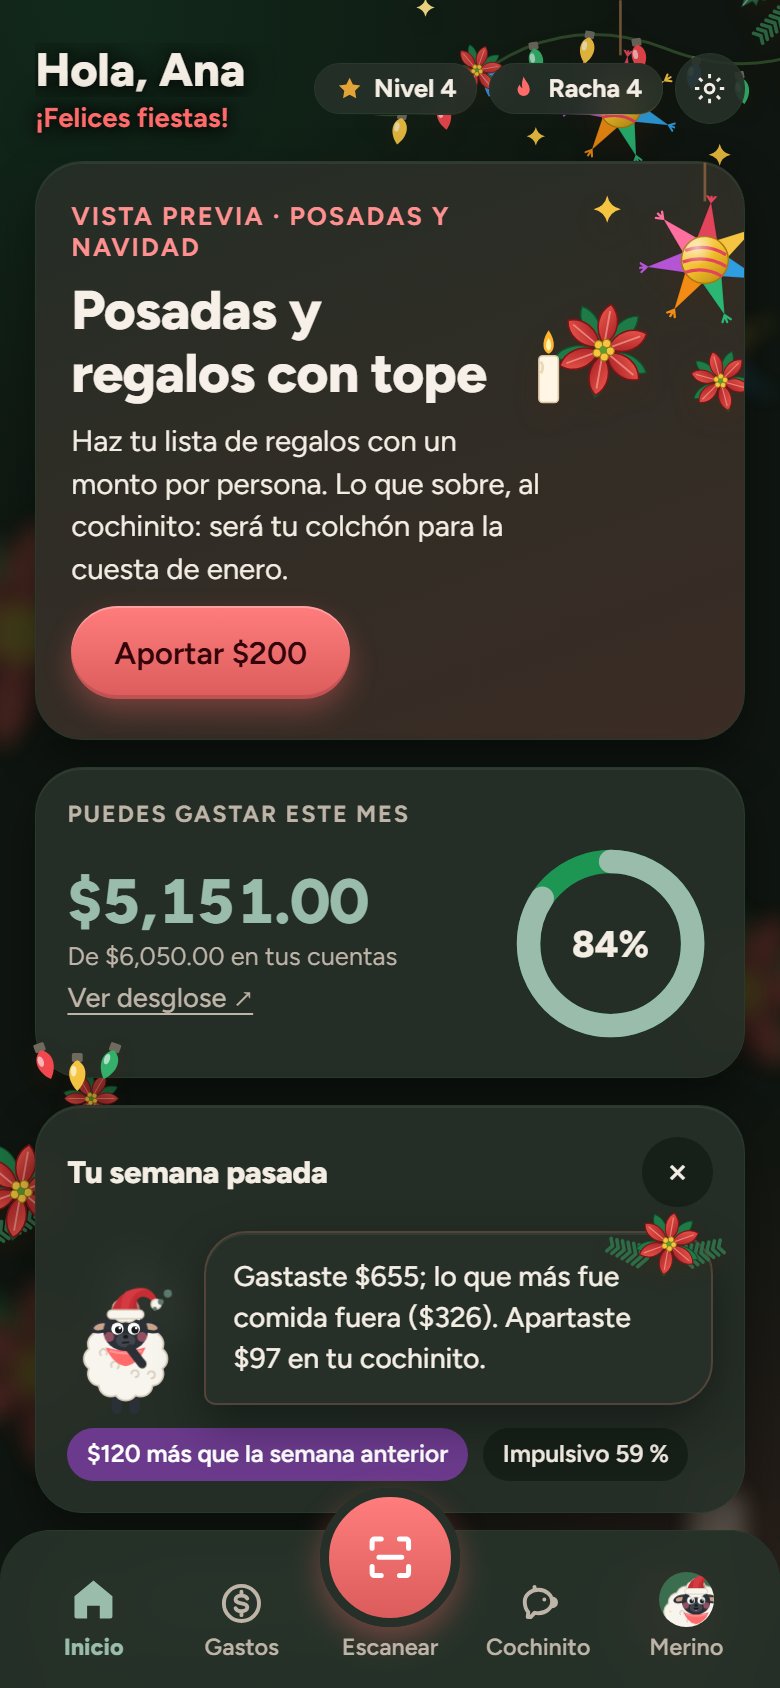 Hola, Ana
¡Felices fiestas!
Nivel 4
Racha 4
VISTA PREVIA · POSADAS Y
NAVIDAD
Posadas y
regalos con tope
Haz tu lista de regalos con un
monto por persona. Lo que sobre, al
cochinito: será tu colchón para la
cuesta de enero.
Aportar $200
PUEDES GASTAR ESTE MES
$5,151.00
De $6,050.00 en tus cuentas
Ver desglose ↗
84%
Tu semana pasada
Gastaste $655; lo que más fue
comida fuera ($326). Apartaste
$97 en tu cochinito.
$120 más que la semana anterior
Impulsivo 59 %
Inicio
Gastos
Escanear
Cochinito
Merino